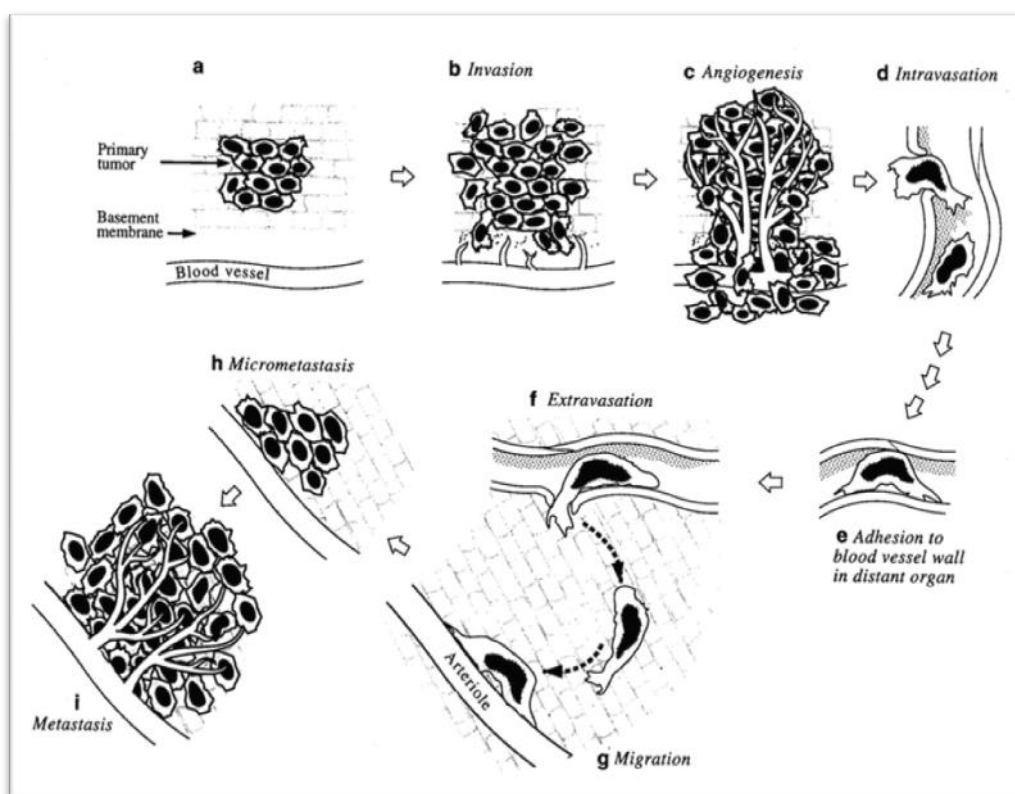 a
b Invasion
c Angiogenesis
d Intravasation
Primary
tumor
Basement
membrane
Blood vessel
h Micrometastasis
f Extravasation
e Adhesion to
blood vessel wall
in distant organ
Arteriole
i
Metastasis
g Migration